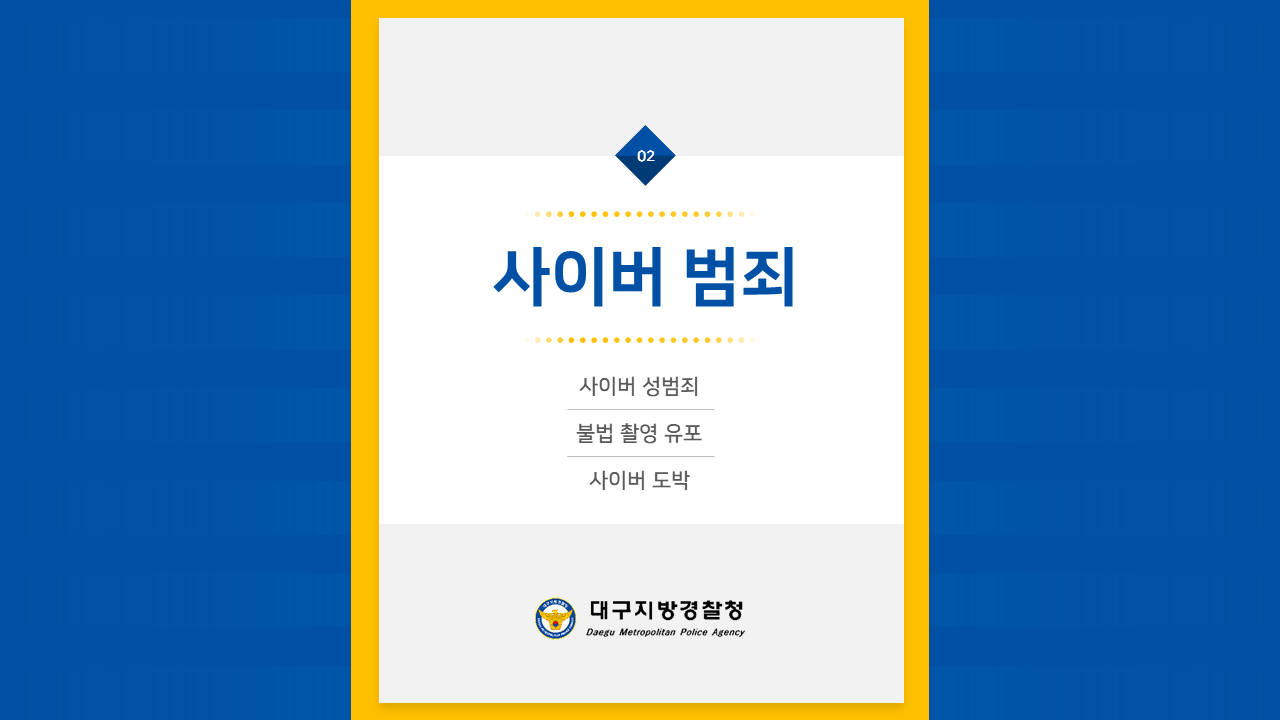 02
사이버 범죄
사이버 성범죄
불법 촬영 유포
사이버 도박
대구지방경찰청
Daegu Metropolitan Police Agency